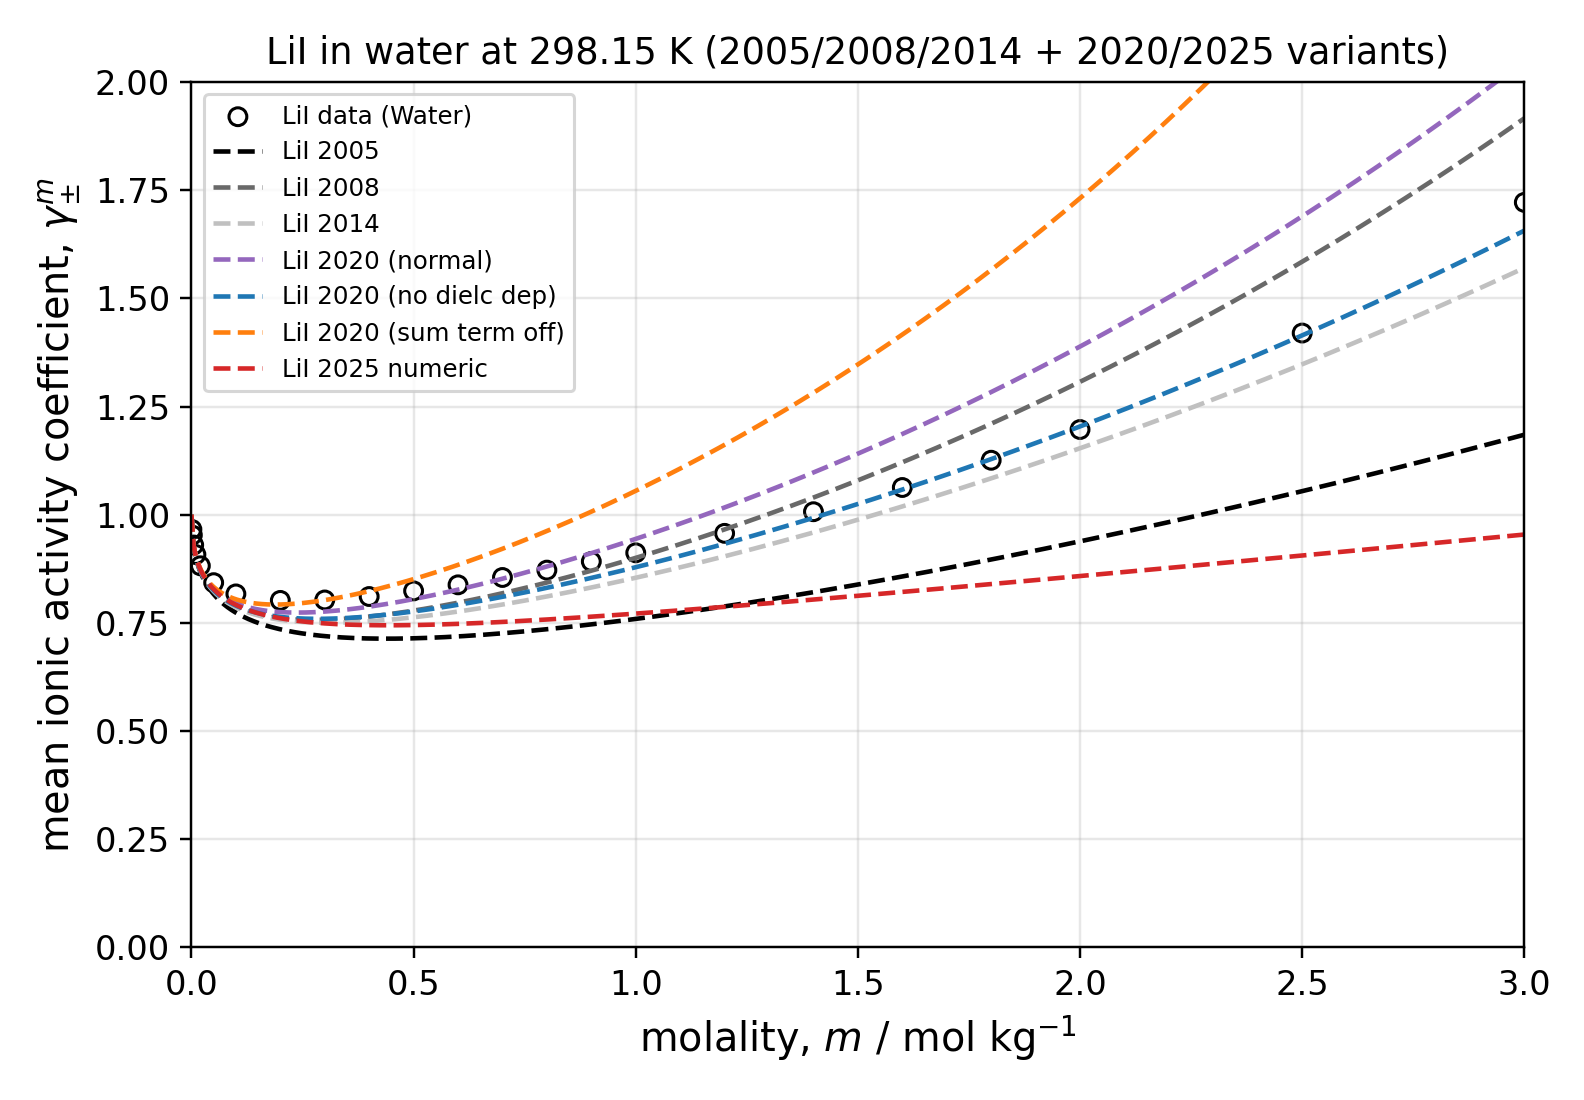 LiI in water at 298.15 K (2005/2008/2014 + 2020/2025 variants)
mean ionic activity coefficient, γ±^m
2.00
1.75
1.50
1.25
1.00
0.75
0.50
0.25
0.00
LiI data (Water)
LiI 2005
LiI 2008
LiI 2014
LiI 2020 (normal)
LiI 2020 (no dielc dep)
LiI 2020 (sum term off)
LiI 2025 numeric
0.0 0.5 1.0 1.5 2.0 2.5 3.0
molality, m / mol kg⁻¹